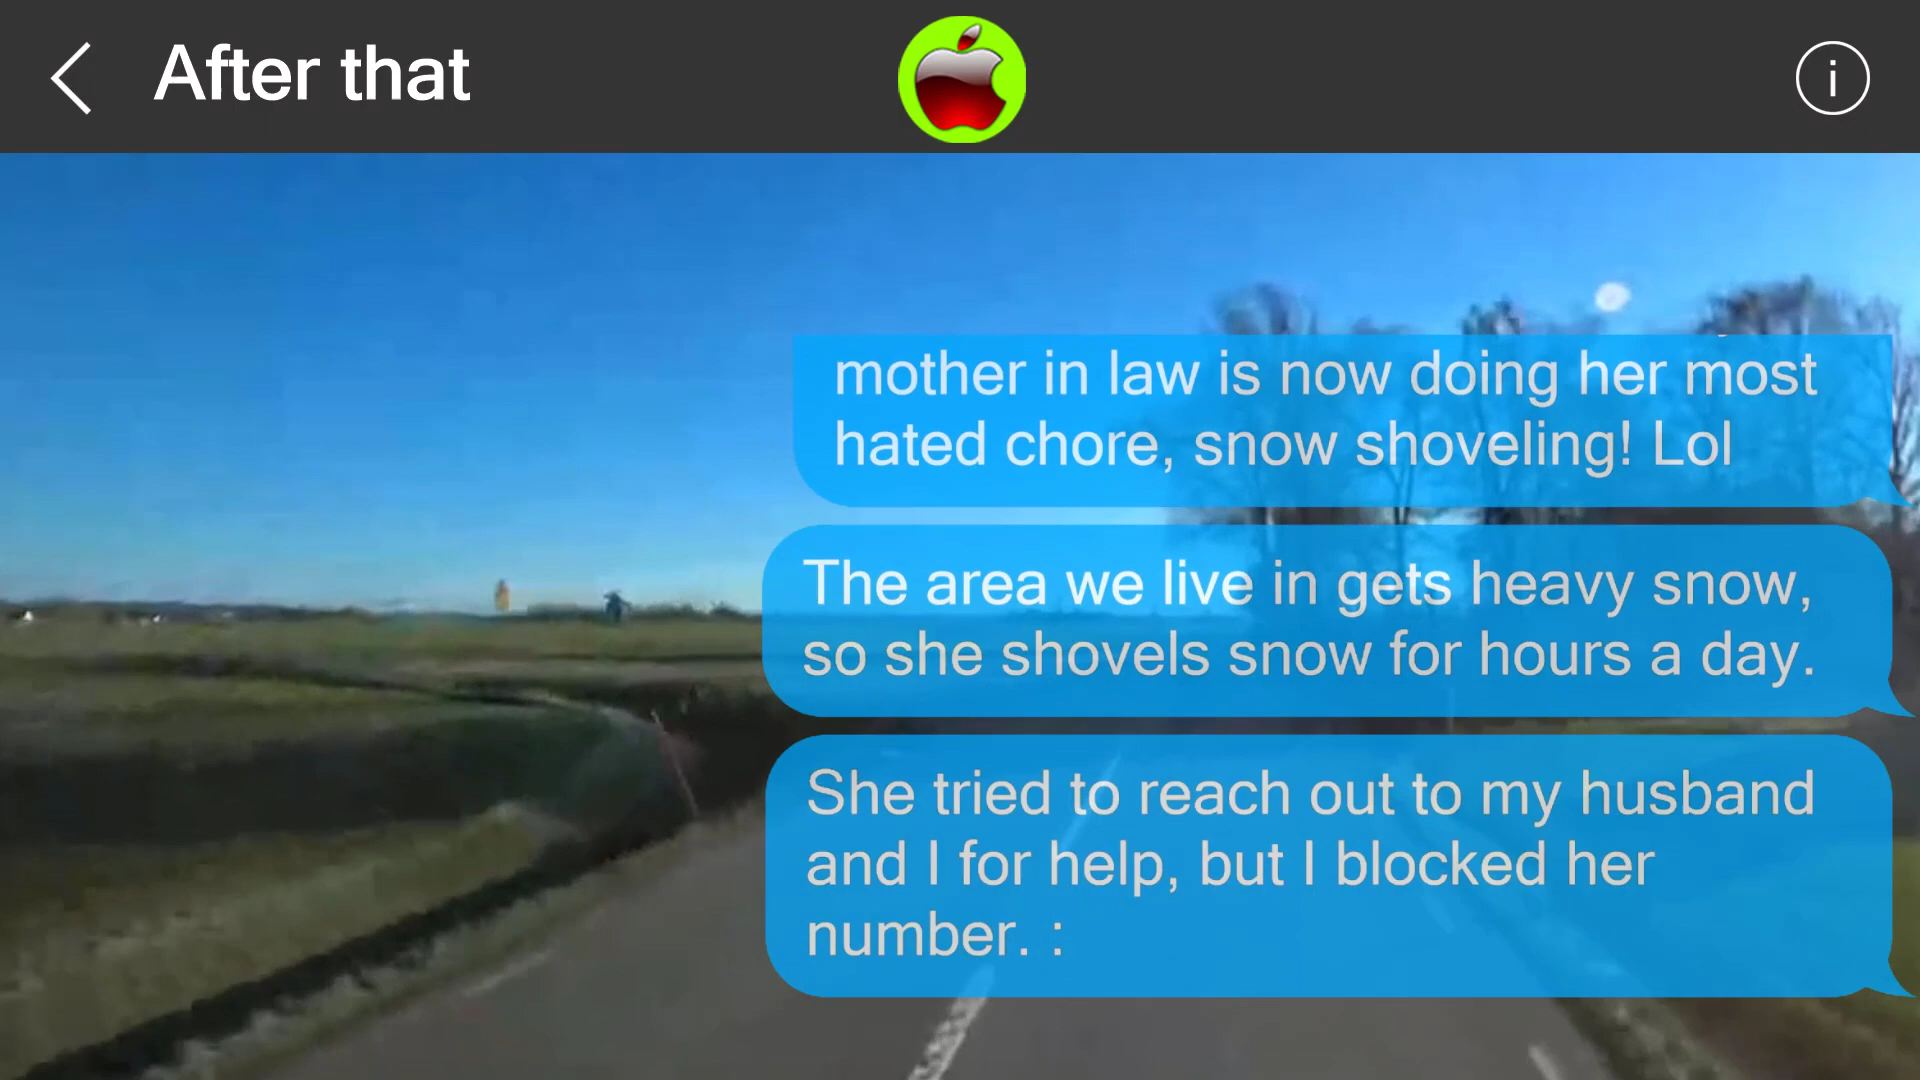 After that
mother in law is now doing her most
hated chore, snow shoveling! Lol
The area we live in gets heavy snow,
so she shovels snow for hours a day.
She tried to reach out to my husband
and I for help, but I blocked her
number. :